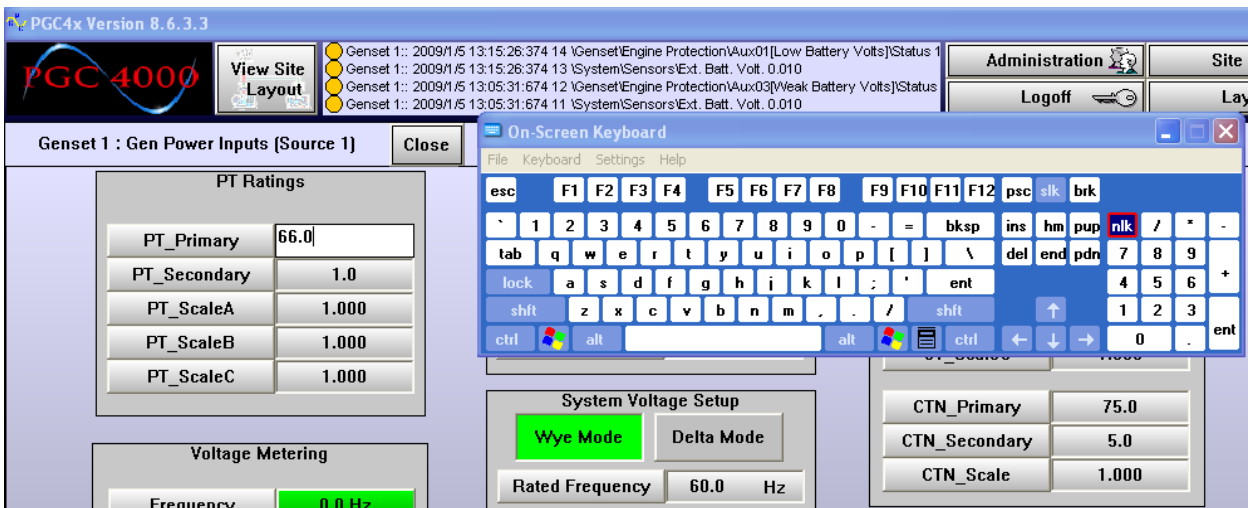 PGC4x Version 8.6.3.3
PGC 4000
View Site
Layout
Genset 1:: 2009/1/5 13:15:26:374 14 \Genset\Engine Protection\Aux01[Low Battery Volts]\Status 1
Genset 1:: 2009/1/5 13:15:26:374 13 \System\Sensors\Ext. Batt. Volt. 0.010
Genset 1:: 2009/1/5 13:05:31:674 12 \Genset\Engine Protection\Aux03[Weak Battery Volts]\Status
Genset 1:: 2009/1/5 13:05:31:674 11 \System\Sensors\Ext. Batt. Volt. 0.010
Administration
Site
Logoff
Lay
Genset 1 : Gen Power Inputs (Source 1)
Close
On-Screen Keyboard
File Keyboard Settings Help
esc F1 F2 F3 F4 F5 F6 F7 F8 F9 F10 F11 F12 psc slk brk
` 1 2 3 4 5 6 7 8 9 0 - = bksp ins hm pup nlk / * -
tab q w e r t y u i o p [ ] \ del end pdn 7 8 9 +
lock a s d f g h j k l ; ' ent 4 5 6
shft z x c v b n m , . / shft ↑ 1 2 3 ent
ctrl alt alt ctrl ← ↓ → 0 .
PT Ratings
PT_Primary 66.0
PT_Secondary 1.0
PT_ScaleA 1.000
PT_ScaleB 1.000
PT_ScaleC 1.000
Voltage Metering
Frequency 0.0 Hz
System Voltage Setup
Wye Mode Delta Mode
Rated Frequency 60.0 Hz
CTN_Primary 75.0
CTN_Secondary 5.0
CTN_Scale 1.000